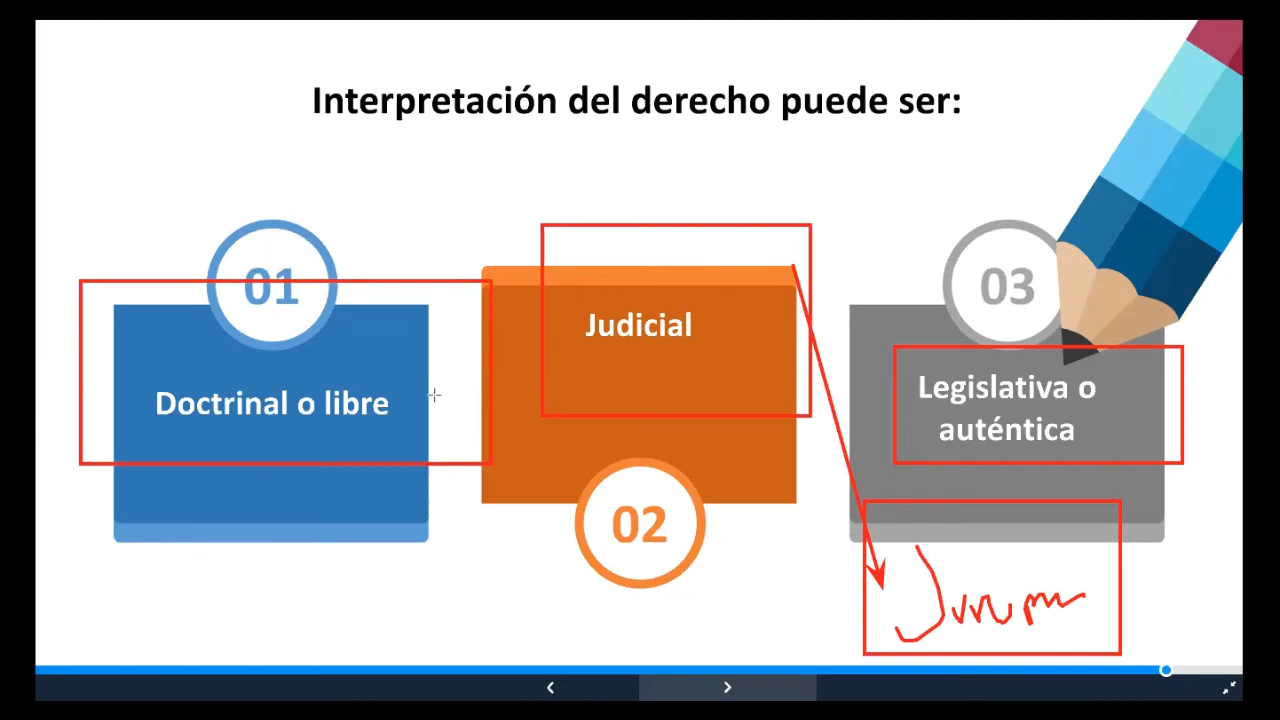 Interpretación del derecho puede ser:
01
Doctrinal o libre
Judicial
02
03
Legislativa o
auténtica